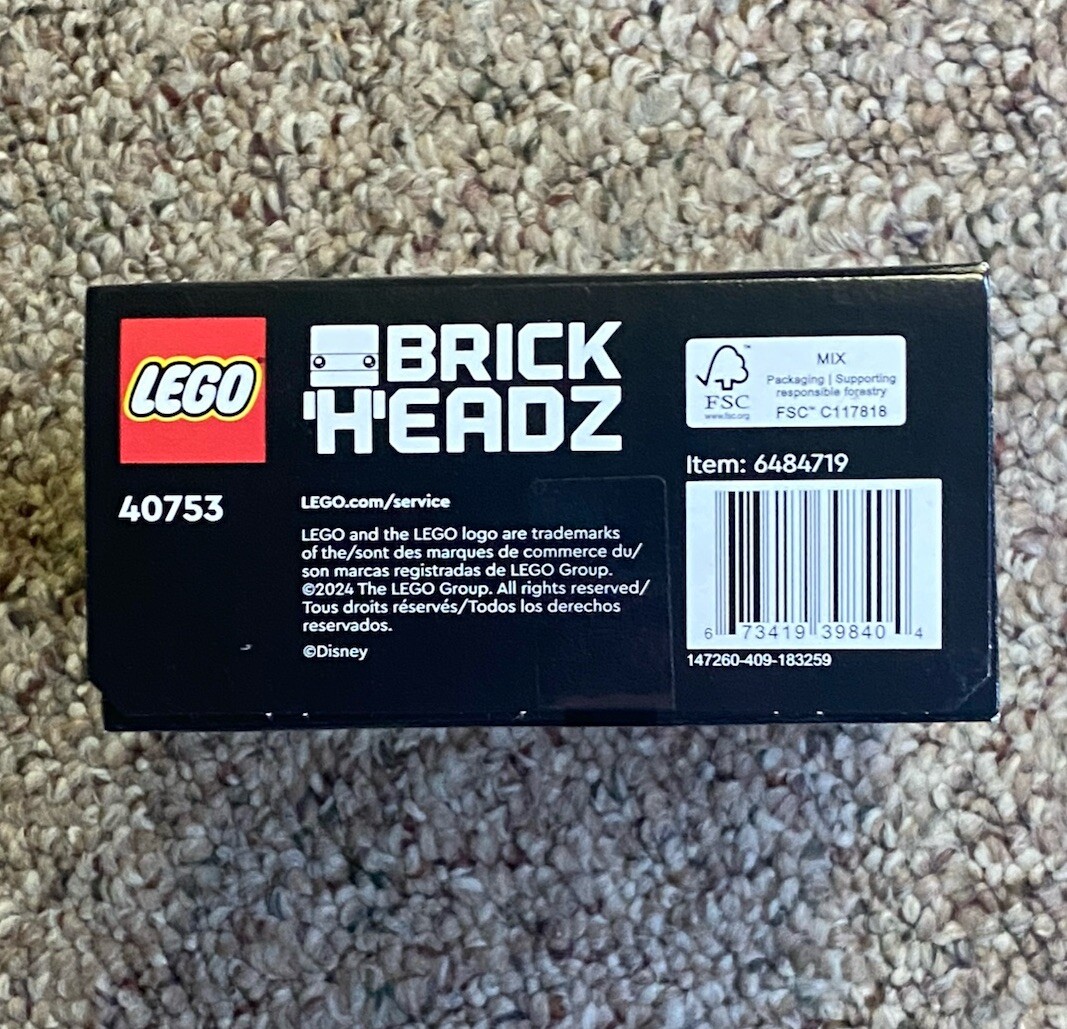 LEGO
BRICK
HEADZ
40753
LEGO.com/service
LEGO and the LEGO logo are trademarks
of the/sont des marques de commerce du/
son marcas registradas de LEGO Group.
©2024 The LEGO Group. All rights reserved/
Tous droits réservés/Todos los derechos
reservados.
©Disney
FSC
www.fsc.org
MIX
Packaging | Supporting
responsible forestry
FSC™ C117818
Item: 6484719
6 73419 39840 4
147260-409-183259